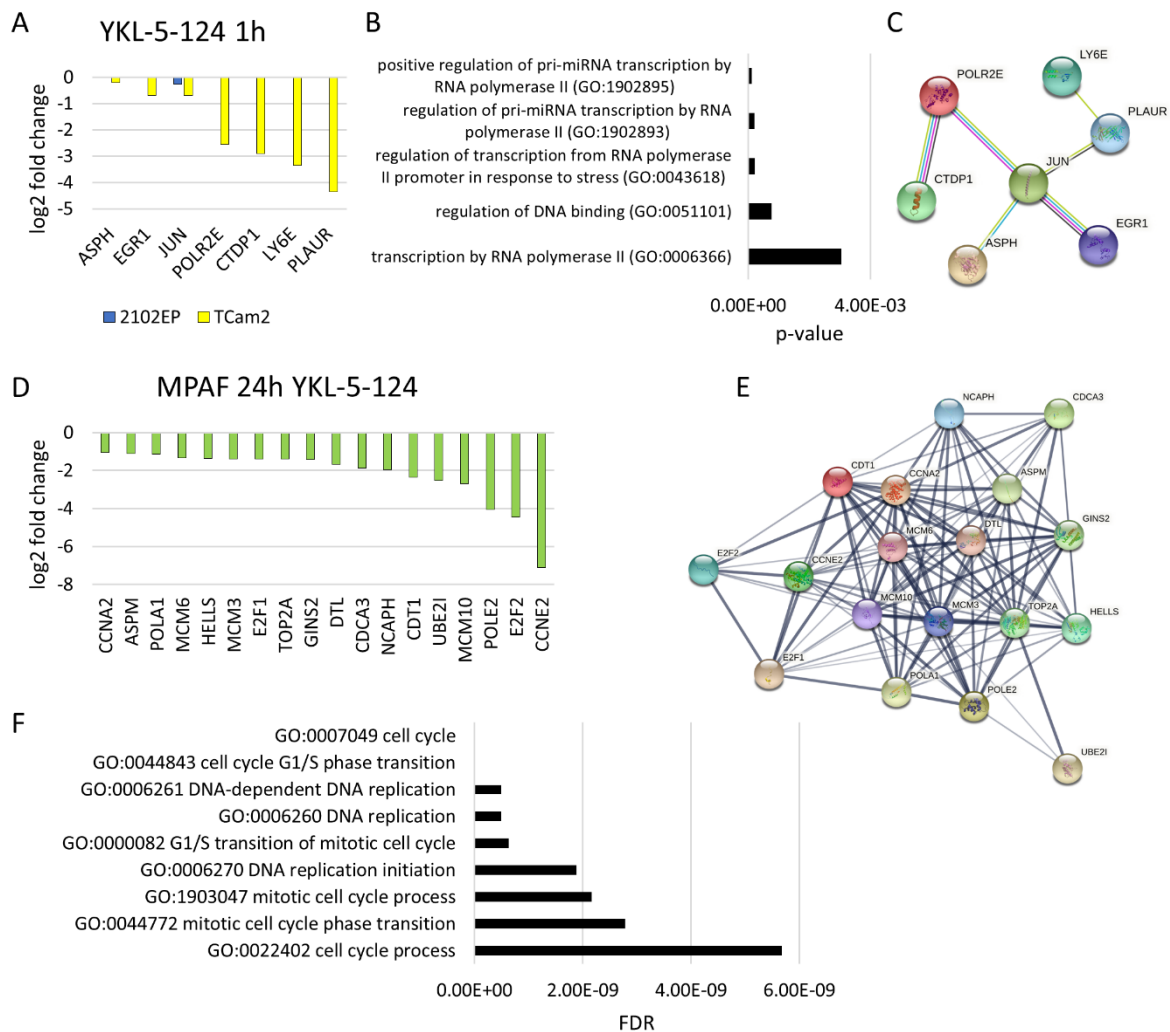 A
YKL-5-124 1h
log2 fold change
0
-1
-2
-3
-4
-5
ASPH
EGR1
JUN
POLR2E
CTDP1
LY6E
PLAUR
2102EP
TCam2
B
positive regulation of pri-miRNA transcription by
RNA polymerase II (GO:1902895)
regulation of pri-miRNA transcription by RNA
polymerase II (GO:1902893)
regulation of transcription from RNA polymerase
II promoter in response to stress (GO:0043618)
regulation of DNA binding (GO:0051101)
transcription by RNA polymerase II (GO:0006366)
0.00E+00
4.00E-03
p-value
C
LY6E
POLR2E
PLAUR
JUN
CTDP1
EGR1
ASPH
D
MPAF 24h YKL-5-124
log2 fold change
0
-2
-4
-6
-8
CCNA2
ASPM
POLA1
MCM6
HELLS
MCM3
E2F1
TOP2A
GINS2
DTL
CDCA3
NCAPH
CDT1
UBE2I
MCM10
POLE2
E2F2
CCNE2
E
NCAPH
CDCA3
CDT1
CCNA2
ASPM
GINS2
MCM6
DTL
E2F2
CCNE2
MCM10
MCM3
TOP2A
HELLS
E2F1
POLA1
POLE2
UBE2I
F
GO:0007049 cell cycle
GO:0044843 cell cycle G1/S phase transition
GO:0006261 DNA-dependent DNA replication
GO:0006260 DNA replication
GO:0000082 G1/S transition of mitotic cell cycle
GO:0006270 DNA replication initiation
GO:1903047 mitotic cell cycle process
GO:0044772 mitotic cell cycle phase transition
GO:0022402 cell cycle process
0.00E+00
2.00E-09
4.00E-09
6.00E-09
FDR